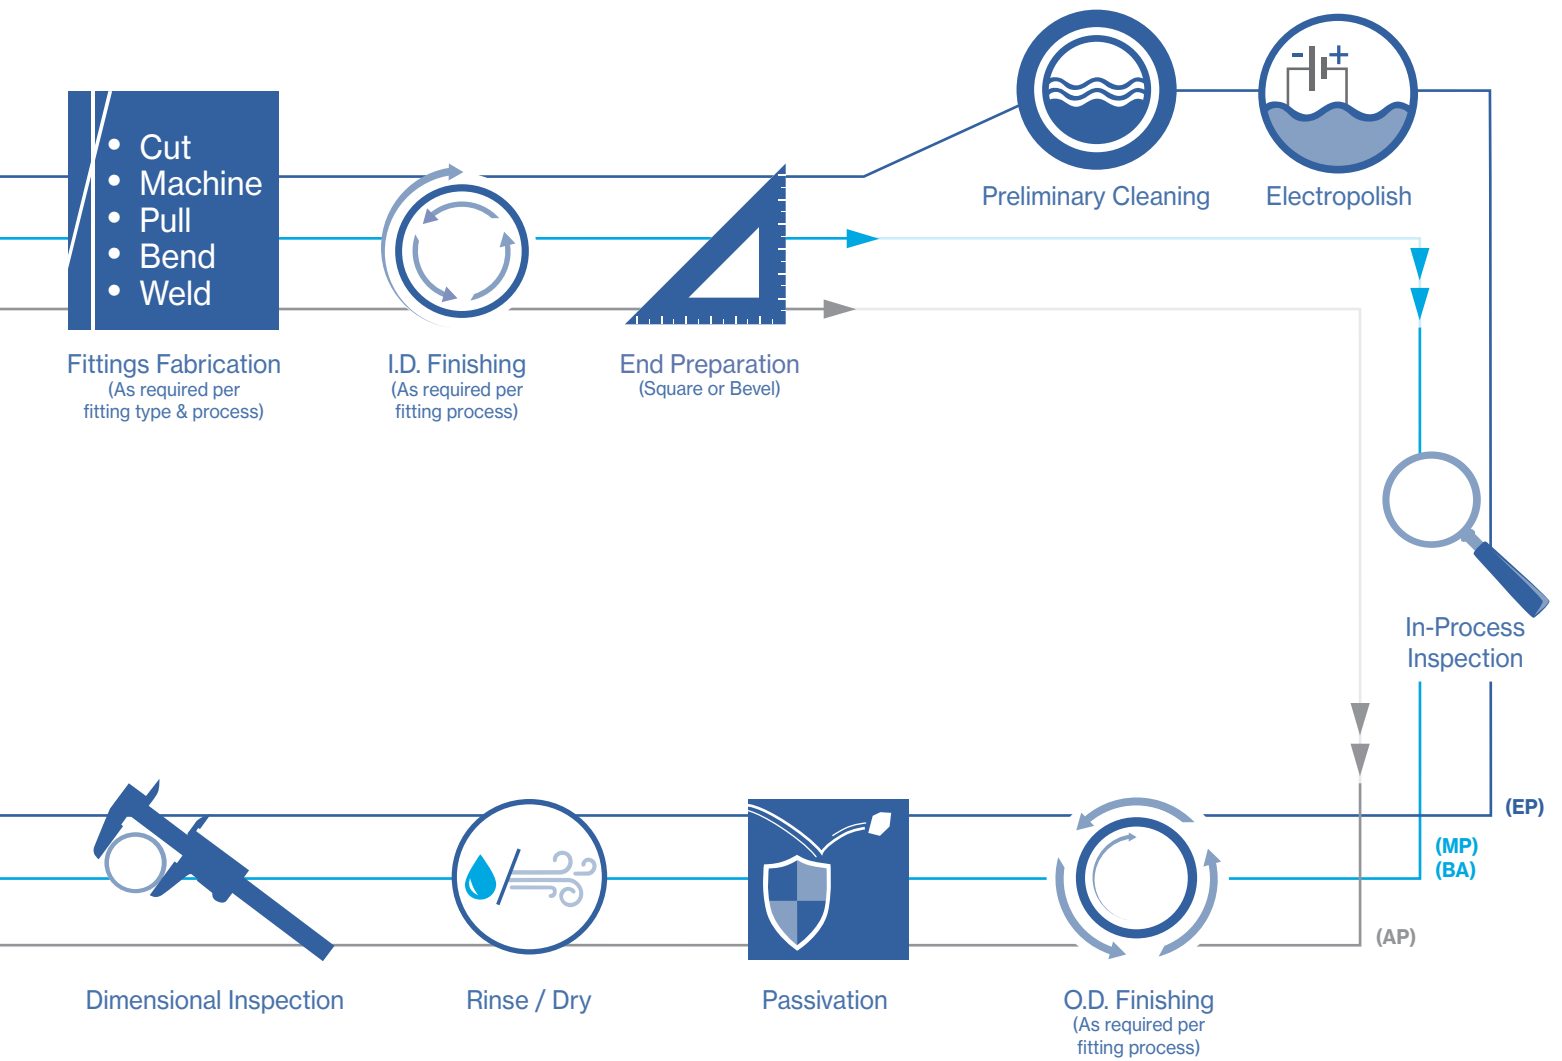 • Cut
• Machine
• Pull
• Bend
• Weld
- +
Preliminary Cleaning
Electropolish
Fittings Fabrication
(As required per
fitting type & process)
I.D. Finishing
(As required per
fitting process)
End Preparation
(Square or Bevel)
In-Process
Inspection
(EP)
(MP)
(BA)
(AP)
Dimensional Inspection
Rinse / Dry
Passivation
O.D. Finishing
(As required per
fitting process)